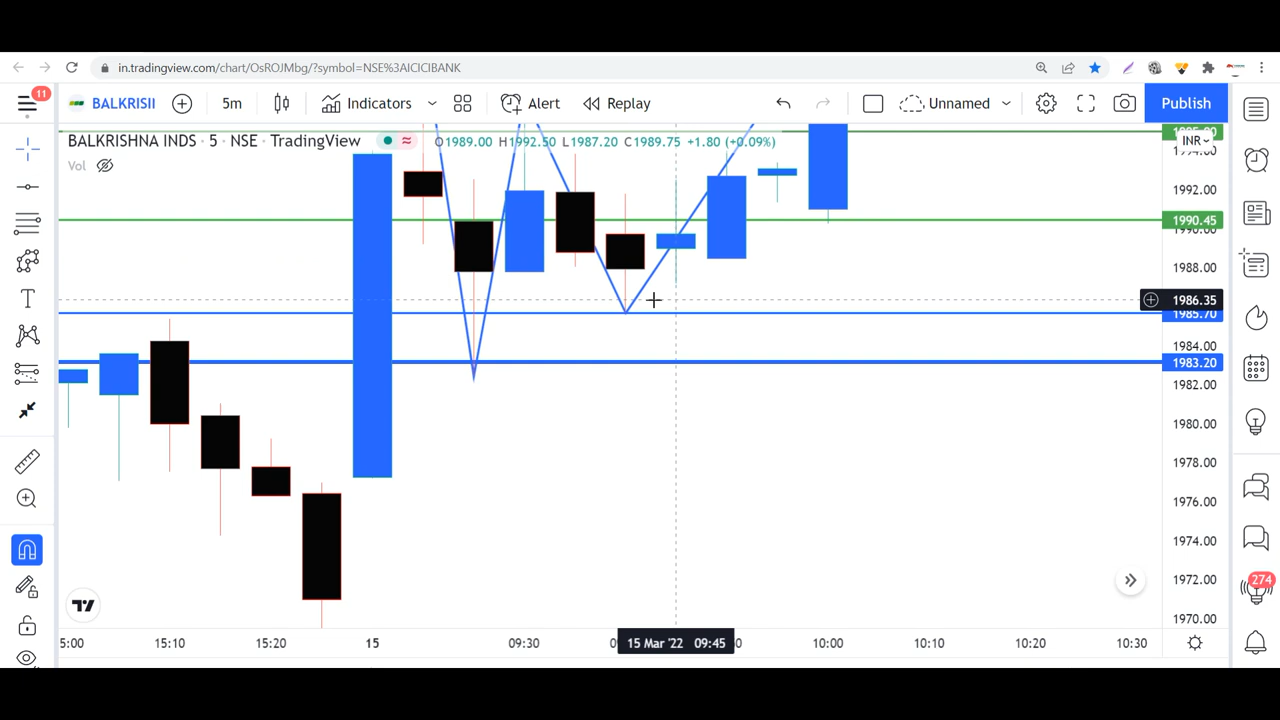 in.tradingview.com/chart/OsROJMbg/?symbol=NSE%3AICICIBANK
11
BALKRISII
5m
Indicators
Alert
Replay
Unnamed
Publish
BALKRISHNA INDS · 5 · NSE · TradingView
O1989.00 H1992.50 L1987.20 C1989.75 +1.80 (+0.09%)
Vol
INR
1992.00
1990.45
1988.00
1986.35
1985.70
1984.00
1983.20
1982.00
1980.00
1978.00
1976.00
1974.00
1972.00
1970.00
274
5:00
15:10
15:20
15
09:30
15 Mar '22 09:45
10:00
10:10
10:20
10:30